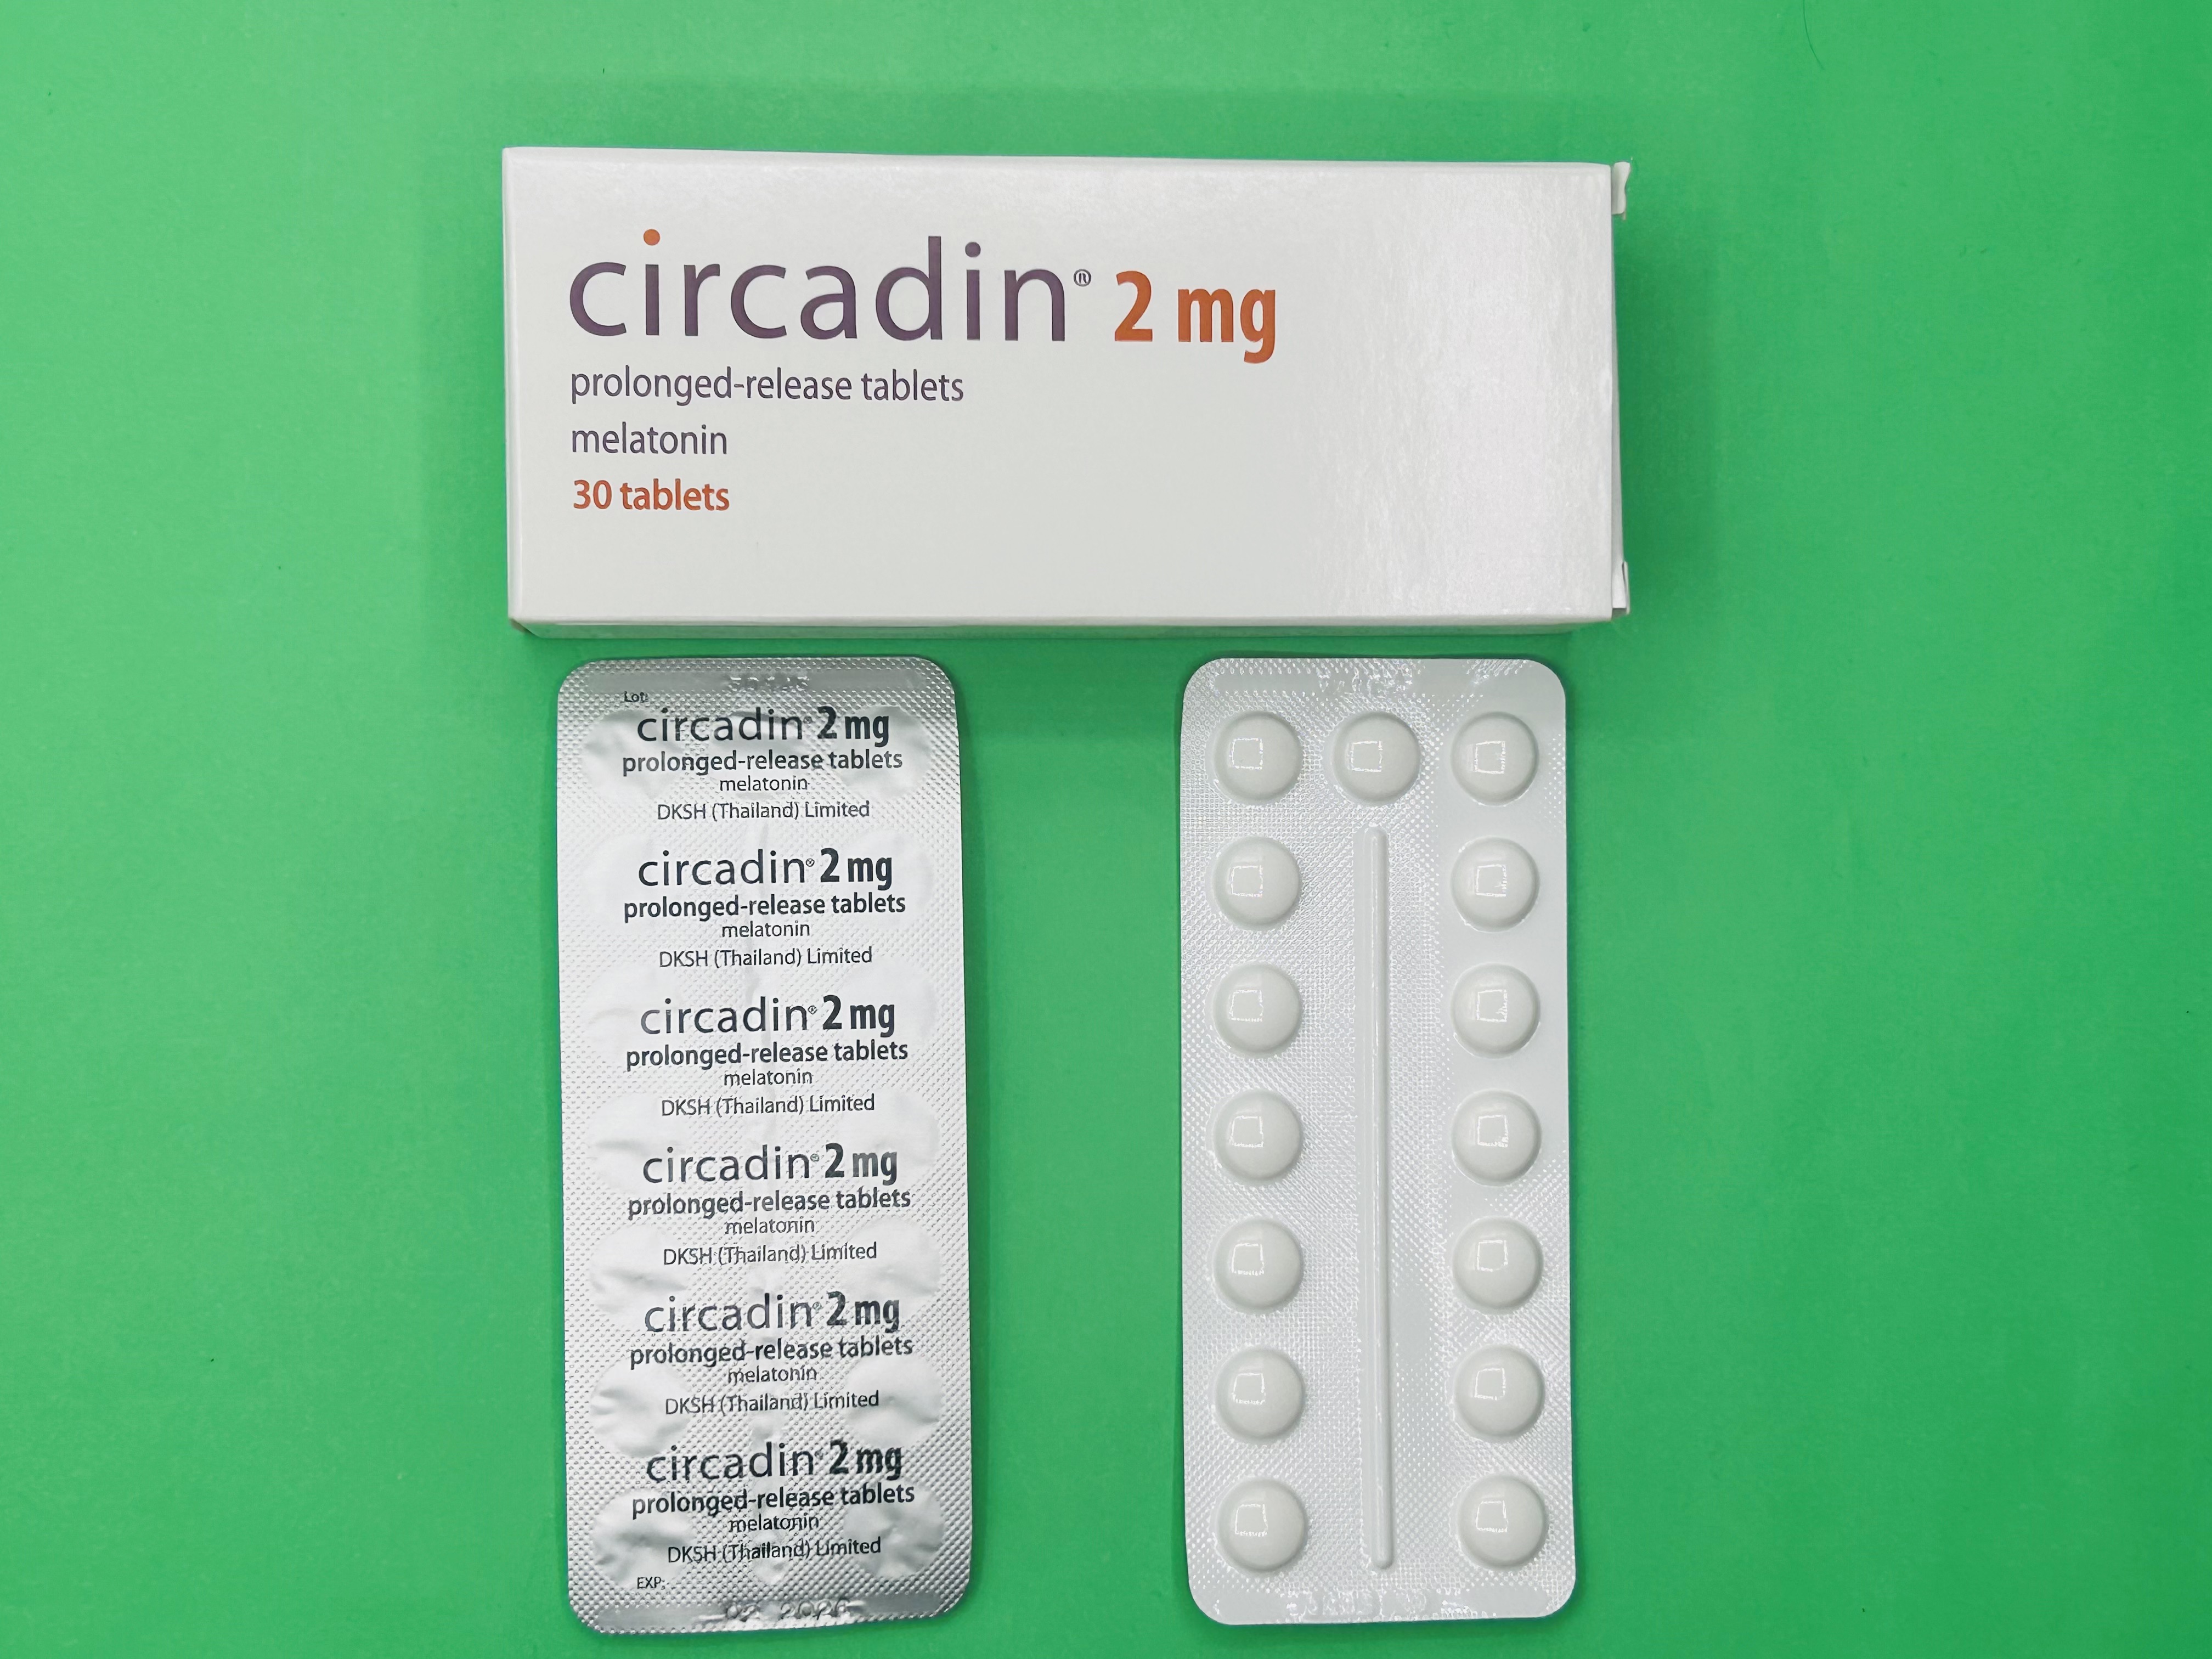 circadin® 2 mg
prolonged-release tablets
melatonin
30 tablets
Lot:
circadin® 2 mg
prolonged-release tablets
melatonin
DKSH (Thailand) Limited
circadin® 2 mg
prolonged-release tablets
melatonin
DKSH (Thailand) Limited
circadin® 2 mg
prolonged-release tablets
melatonin
DKSH (Thailand) Limited
circadin® 2 mg
prolonged-release tablets
melatonin
DKSH (Thailand) Limited
circadin® 2 mg
prolonged-release tablets
melatonin
DKSH (Thailand) Limited
circadin® 2 mg
prolonged-release tablets
melatonin
DKSH (Thailand) Limited
EXP: